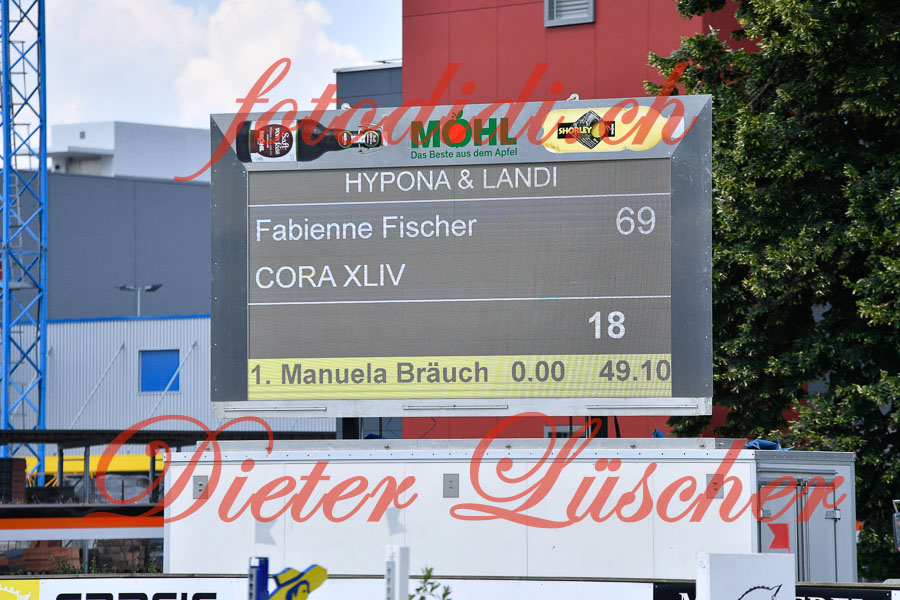 fotodidi.ch
MÖHL
Das Beste aus dem Apfel
SHORLEY
HYPONA & LANDI
Fabienne Fischer 69
CORA XLIV
18
1. Manuela Bräuch 0.00 49.10
Dieter Lüscher